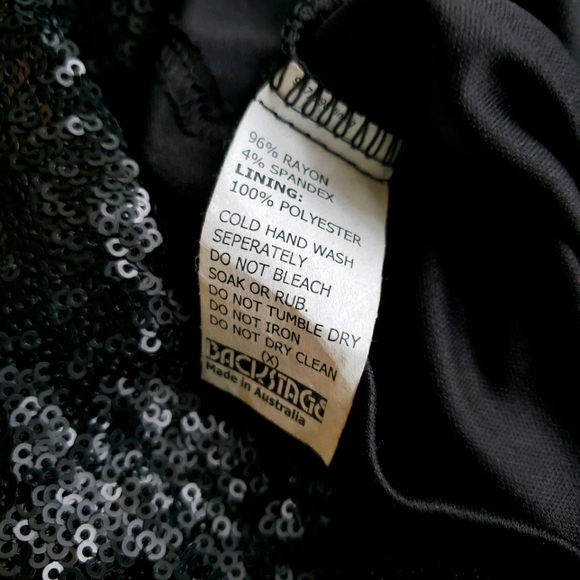 96% RAYON
4% SPANDEX
LINING:
100% POLYESTER
COLD HAND WASH
SEPERATELY
DO NOT BLEACH
SOAK OR RUB.
DO NOT TUMBLE DRY
DO NOT IRON
DO NOT DRY CLEAN
(X)
BACKSTAGE
Made in Australia